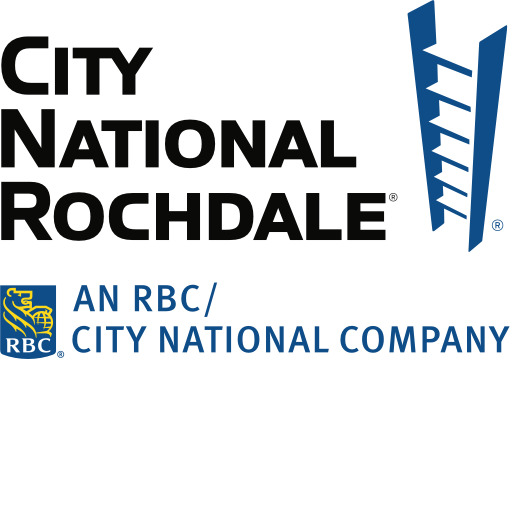 CITY
NATIONAL
ROCHDALE®
®
AN RBC/
RBC® CITY NATIONAL COMPANY